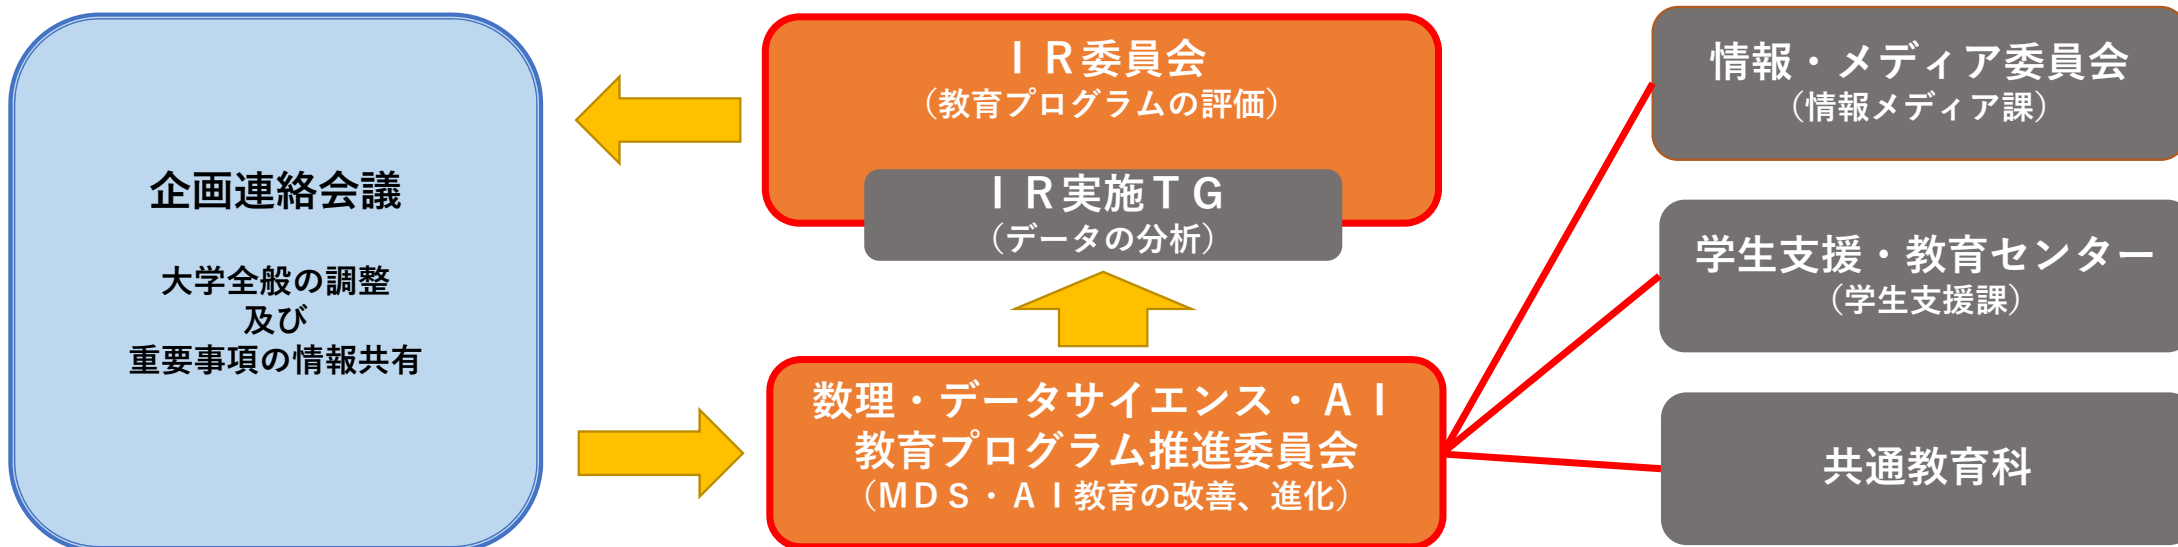 企画連絡会議
大学全般の調整
及び
重要事項の情報共有
ＩＲ委員会
（教育プログラムの評価）
ＩＲ実施ＴＧ
（データの分析）
数理・データサイエンス・ＡＩ
教育プログラム推進委員会
（ＭＤＳ・ＡＩ教育の改善、進化）
情報・メディア委員会
（情報メディア課）
学生支援・教育センター
（学生支援課）
共通教育科